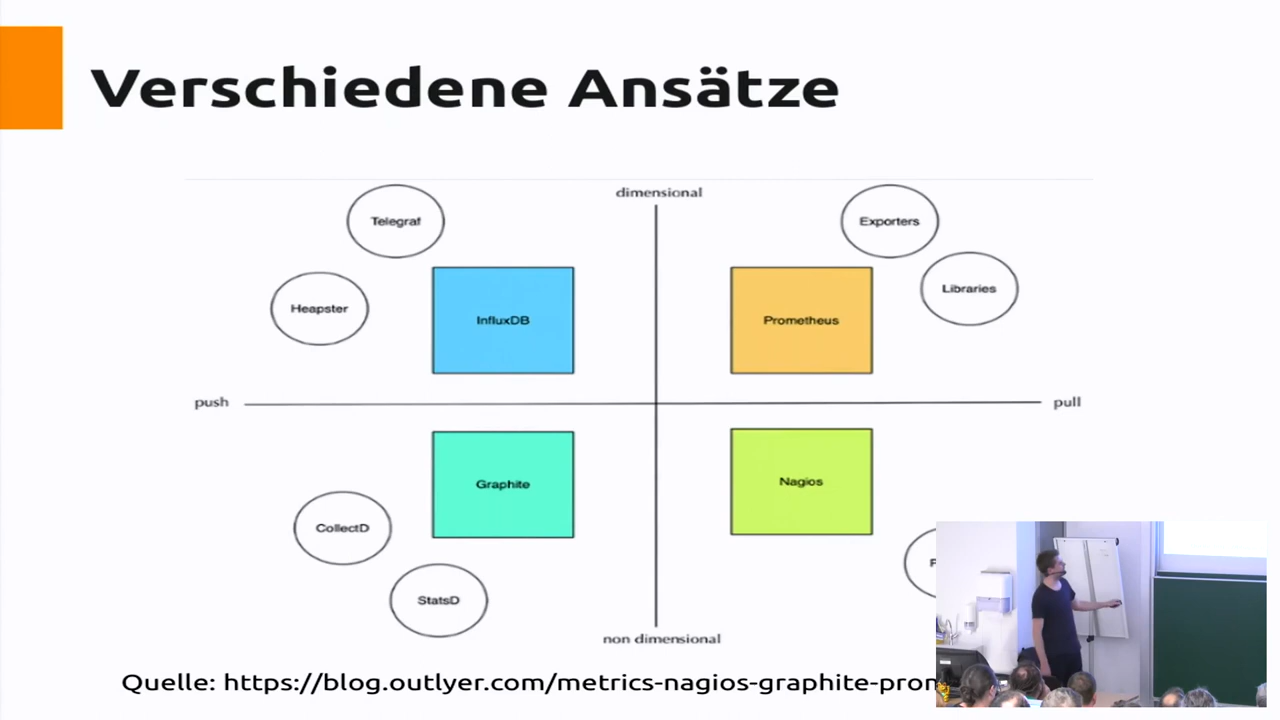 Verschiedene Ansätze
dimensional
Telegraf
Exporters
Heapster
Libraries
InfluxDB
Prometheus
push
pull
Graphite
Nagios
CollectD
StatsD
non dimensional
Quelle: https://blog.outlyer.com/metrics-nagios-graphite-prom